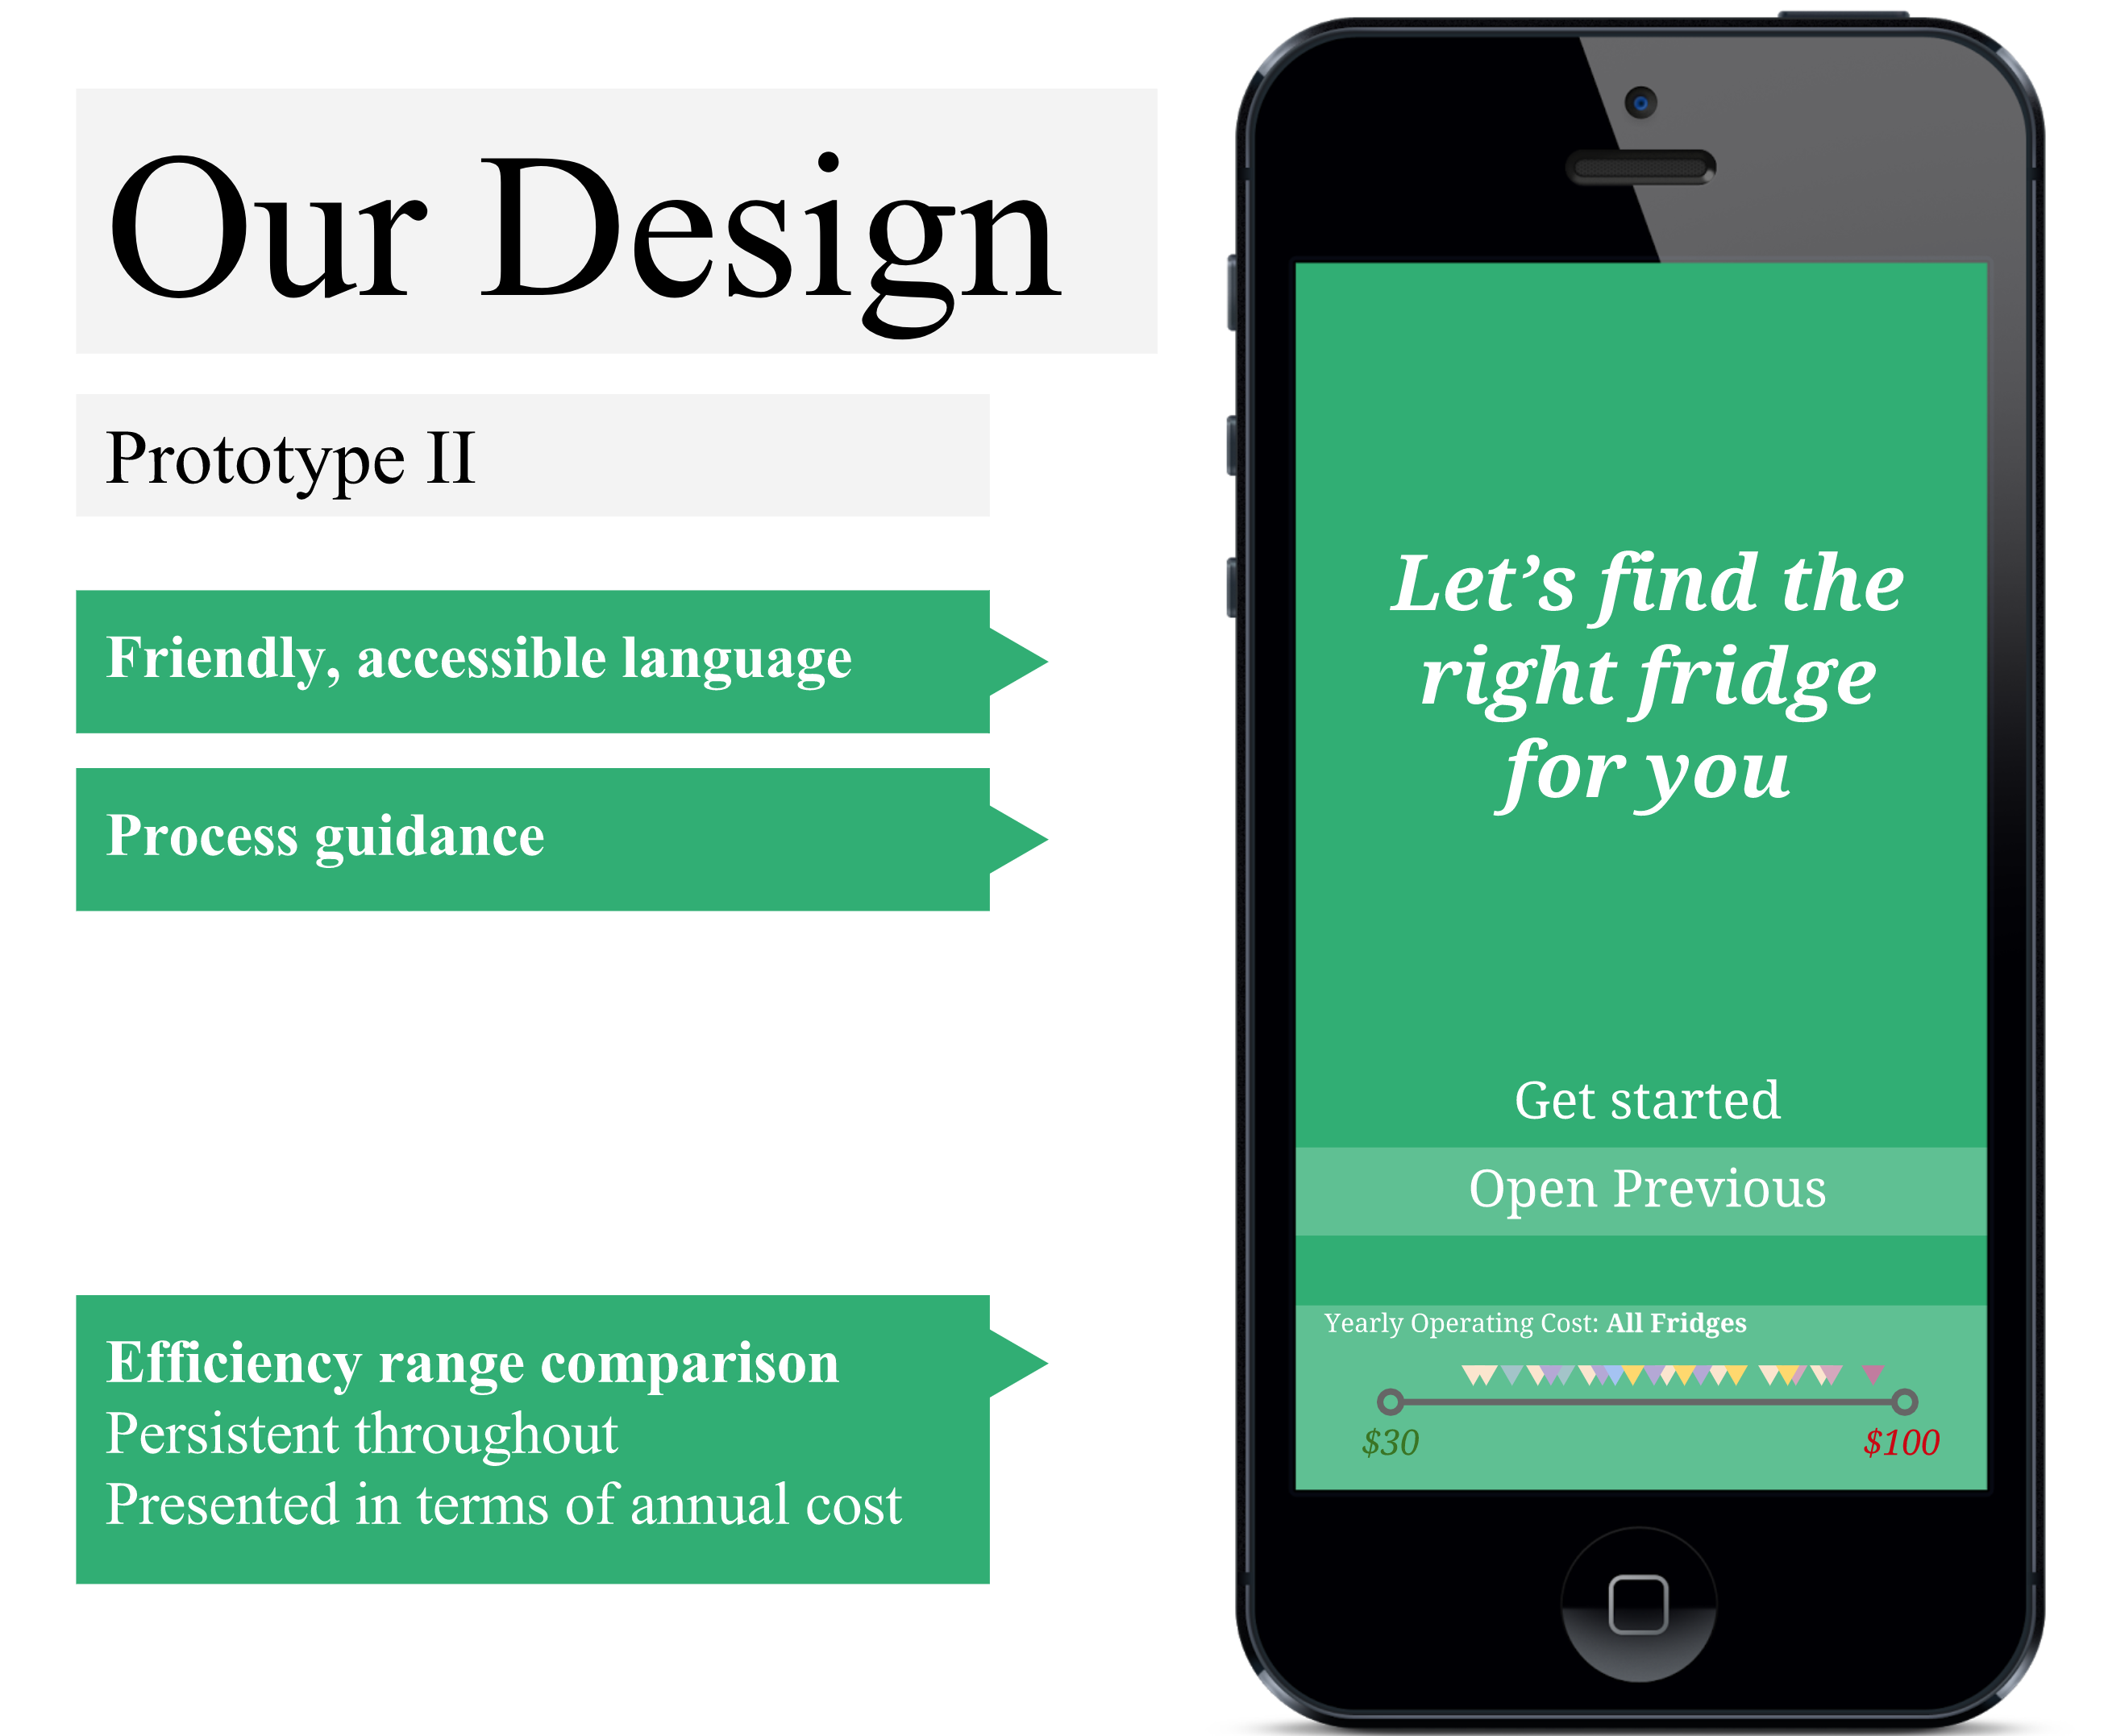 Our Design
Prototype II
Friendly, accessible language
Process guidance
Efficiency range comparison
Persistent throughout
Presented in terms of annual cost
Let’s find the
right fridge
for you
Get started
Open Previous
Yearly Operating Cost: All Fridges
$30
$100